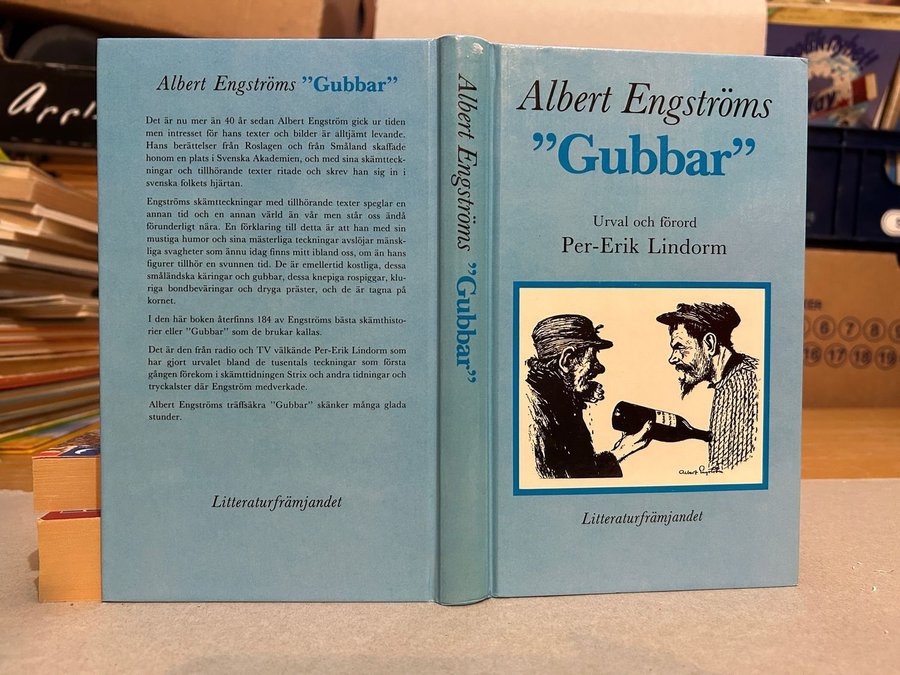 Albert Engströms "Gubbar"
Det är nu mer än 40 år sedan Albert Engström gick ur tiden
men intresset för hans texter och bilder är alltjämt levande.
Hans berättelser från Roslagen och från Småland skaffade
honom en plats i Svenska Akademien, och med sina skämtteck-
ningar och tillhörande texter ritade och skrev han sig in i
svenska folkets hjärtan.
Engströms skämtteckningar med tillhörande texter speglar en
annan tid och en annan värld än vår men står oss ändå
förunderligt nära. En förklaring till detta är att han med sin
mustiga humor och sina mästerliga teckningar avslöjar mänsk-
liga svagheter som ännu idag finns mitt ibland oss, om än hans
figurer tillhör en svunnen tid. De är emellertid kostliga, dessa
småländska käringar och gubbar, dessa knepiga rospiggar, klu-
riga bondbeväringar och dryga präster, och de är tagna på
kornet.
I den här boken återfinns 184 av Engströms bästa skämthisto-
rier eller "Gubbar" som de brukar kallas.
Det är den från radio och TV välkände Per-Erik Lindorm som
har gjort urvalet bland de tusentals teckningar som första
gången förekom i skämttidningen Strix och andra tidningar och
tryckalster där Engström medverkade.
Albert Engströms träffsäkra "Gubbar" skänker många glada
stunder.
Litteraturfrämjandet
Albert Engströms "Gubbar"
Albert Engströms
"Gubbar"
Urval och förord
Per-Erik Lindorm
Albert Engström
Litteraturfrämjandet
6 7 8
16 17 18 19